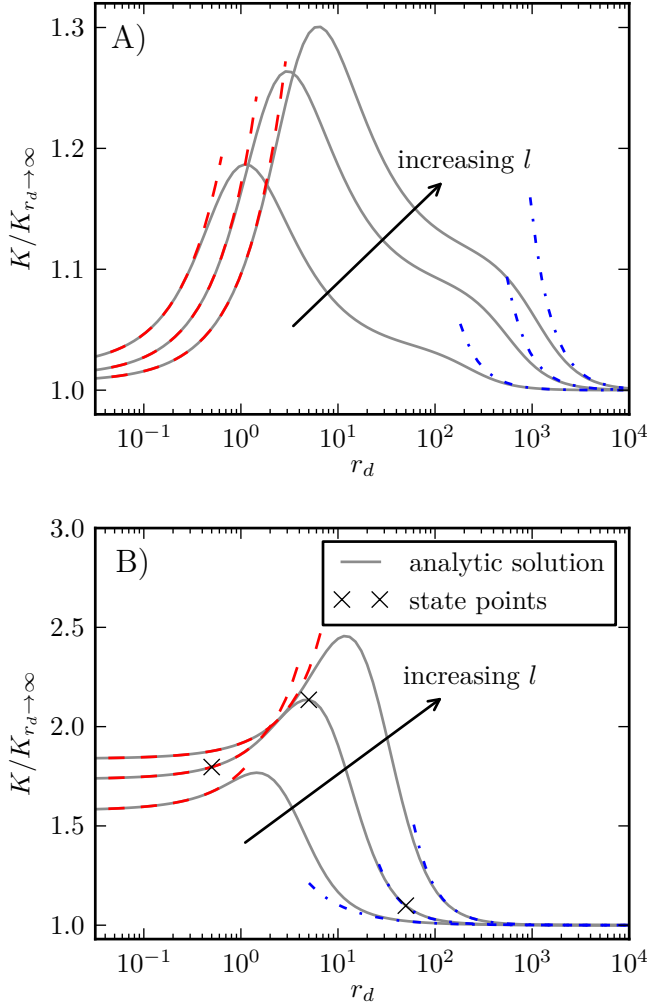 A)
1.3
1.2
1.1
1.0
K/K_{r_d→∞}
increasing l
10^{-1} 10^0 10^1 10^2 10^3 10^4
r_d
B)
3.0
2.5
2.0
1.5
1.0
K/K_{r_d→∞}
analytic solution
state points
increasing l
10^{-1} 10^0 10^1 10^2 10^3 10^4
r_d